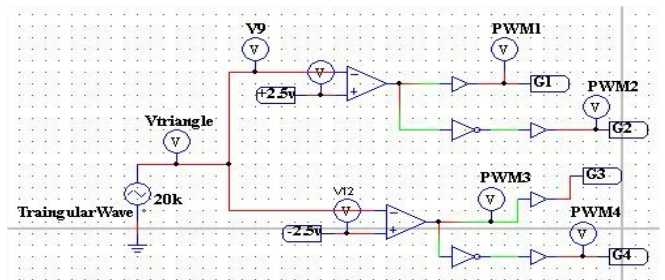 V9
PWM1
V
V
V
+2.5v
G1
PWM2
V
G2
Vtriangle
V
20k
TraingularWave
V12
V
-2.5v
PWM3
V
G3
PWM4
V
G4